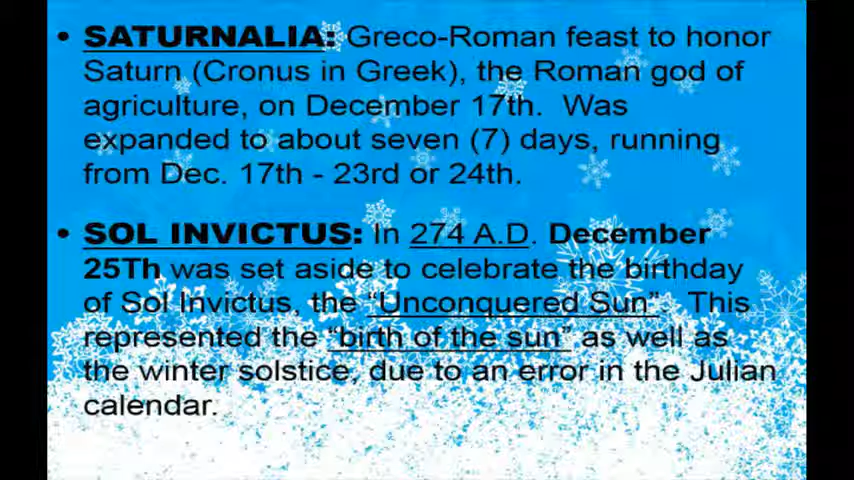 • SATURNALIA: Greco-Roman feast to honor
Saturn (Cronus in Greek), the Roman god of
agriculture, on December 17th. Was
expanded to about seven (7) days, running
from Dec. 17th - 23rd or 24th.
• SOL INVICTUS: In 274 A.D. December
25Th was set aside to celebrate the birthday
of Sol Invictus, the “Unconquered Sun”. This
represented the “birth of the sun” as well as
the winter solstice, due to an error in the Julian
calendar.